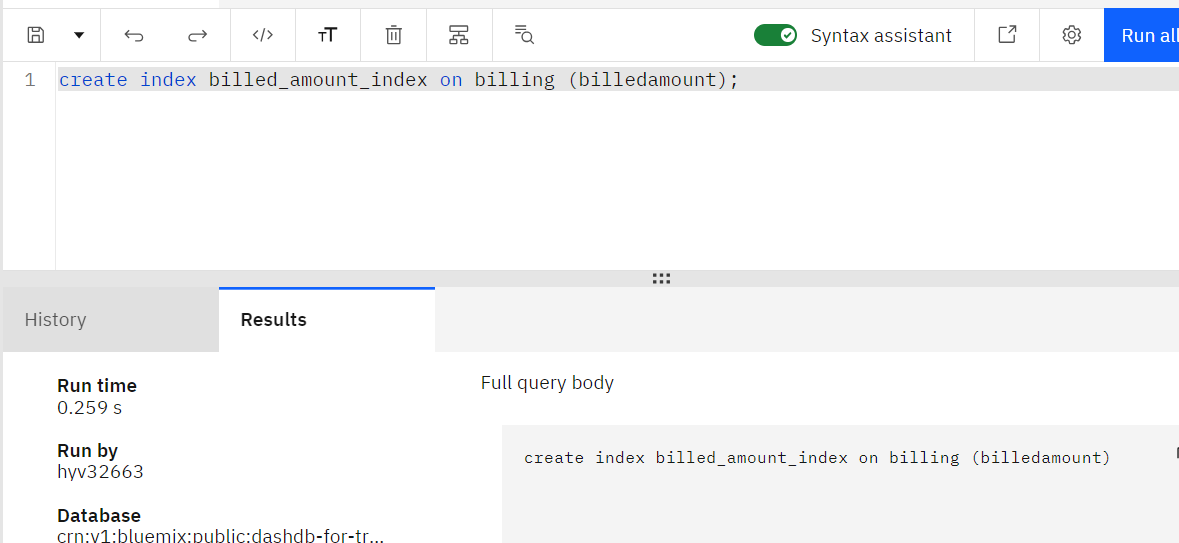 </> тT Syntax assistant Run all
1 create index billed_amount_index on billing (billedamount);
History Results
Run time
0.259 s
Full query body
Run by
hyv32663
create index billed_amount_index on billing (billedamount)
Database
crn:v1:bluemix:public:dashdb-for-tr...